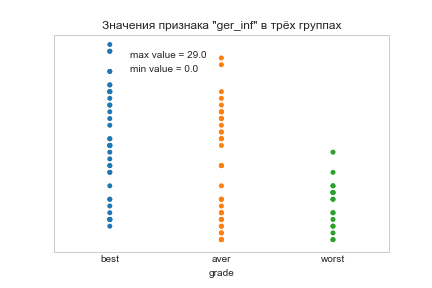 Значения признака "ger_inf" в трёх группах
max value = 29.0
min value = 0.0
best aver worst
grade